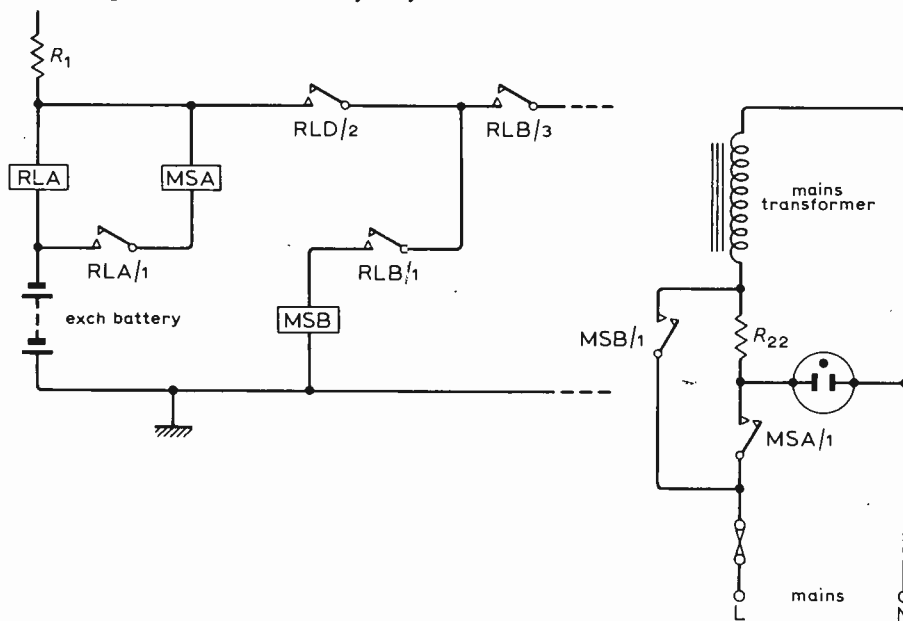 R1
RLD/2
RLB/3
RLA
MSA
RLA/1
RLB/1
exch battery
MSB
mains
transformer
MSB/1
R22
MSA/1
mains
L
N